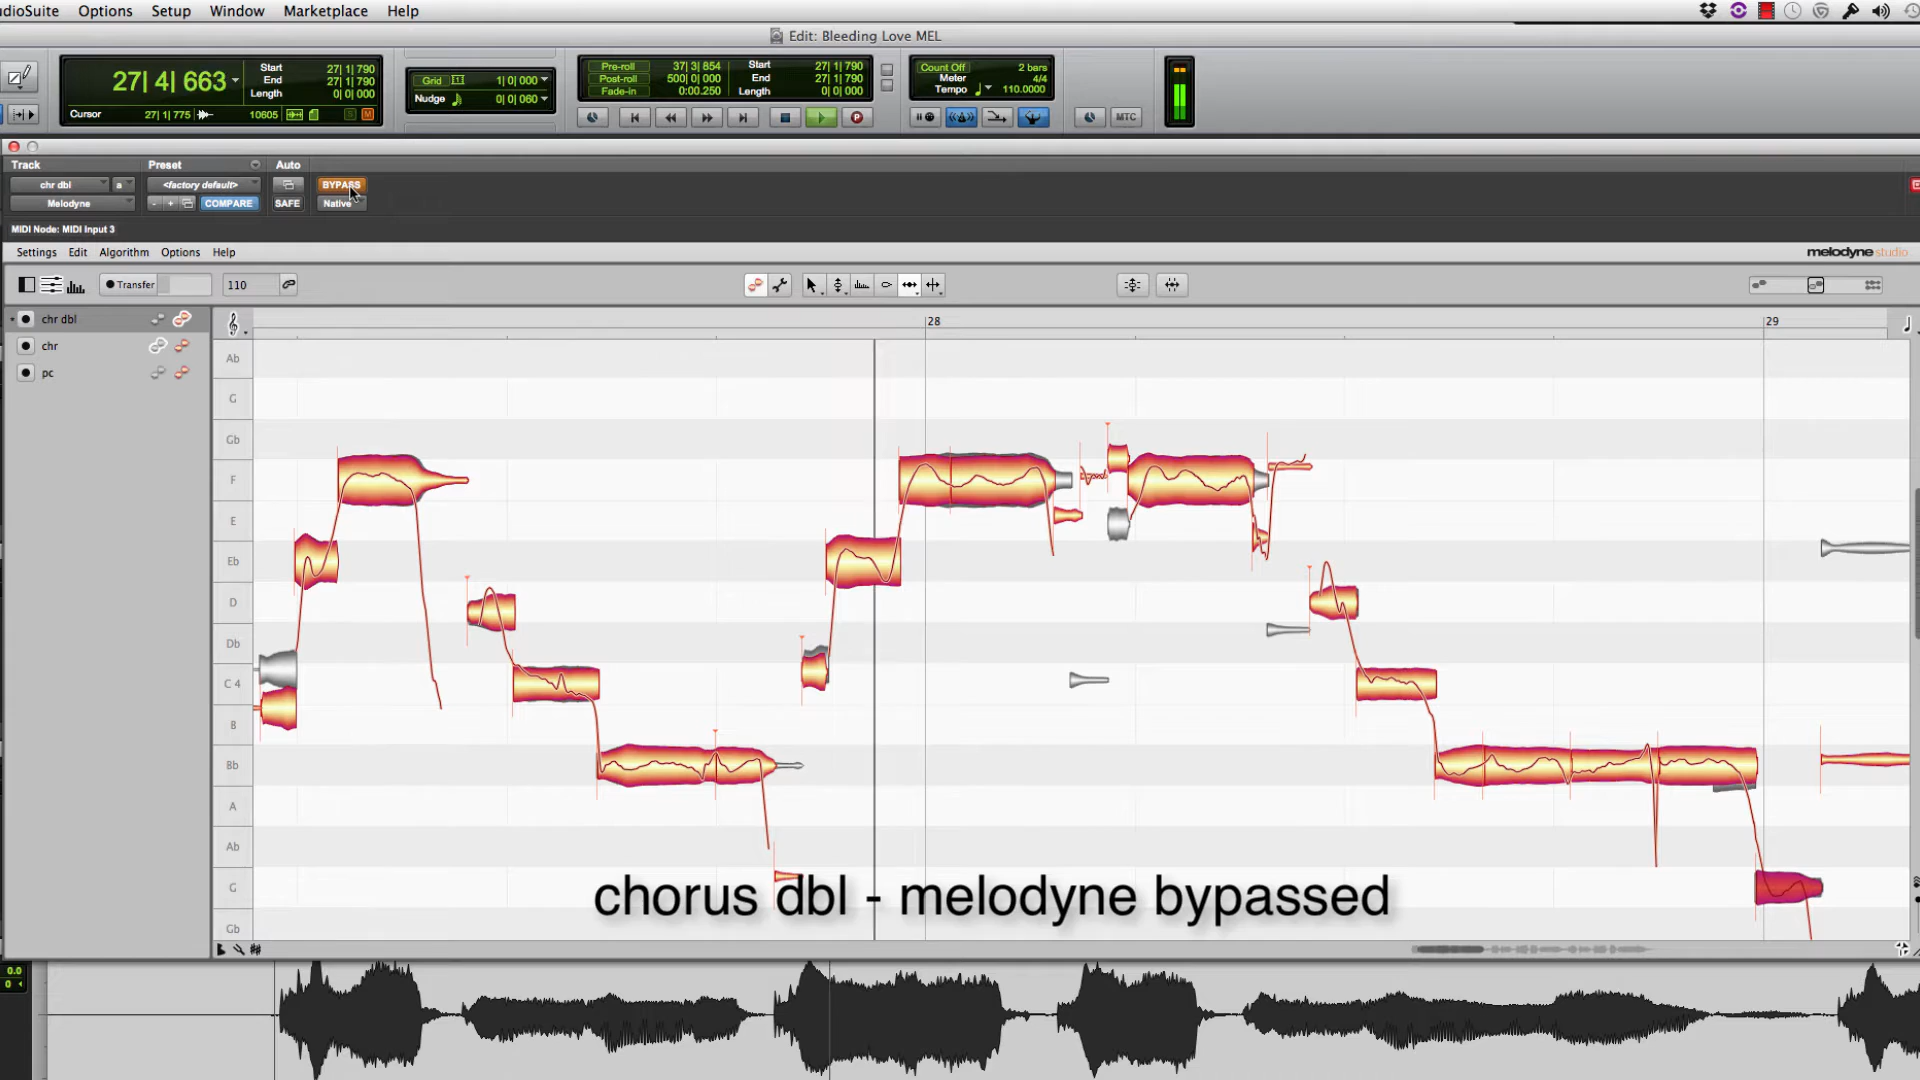 udioSuite Options Setup Window Marketplace Help
Edit: Bleeding Love MEL
27| 4| 663
Start 27| 1| 790
End 27| 1| 790
Length 0| 0| 000
Cursor 27| 1| 775 10605 S M
Grid 1| 0| 000
Nudge 0| 0| 060
Pre-roll 37| 3| 854
Post-roll 500| 0| 000
Fade-in 0:00.250
Start 27| 1| 790
End 27| 1| 790
Length 0| 0| 000
Count Off 2 bars
Meter 4/4
Tempo 110.0000
P
MTC
Track Preset Auto
chr dbl a <factory default> BYPASS
Melodyne - + COMPARE SAFE Native
MIDI Node: MIDI Input 3
Settings Edit Algorithm Options Help
melodyne studio
Transfer 110
chr dbl
chr
pc
28 29
Ab
G
Gb
F
E
Eb
D
Db
C 4
B
Bb
A
Ab
G
Gb
chorus dbl - melodyne bypassed
0.0
0